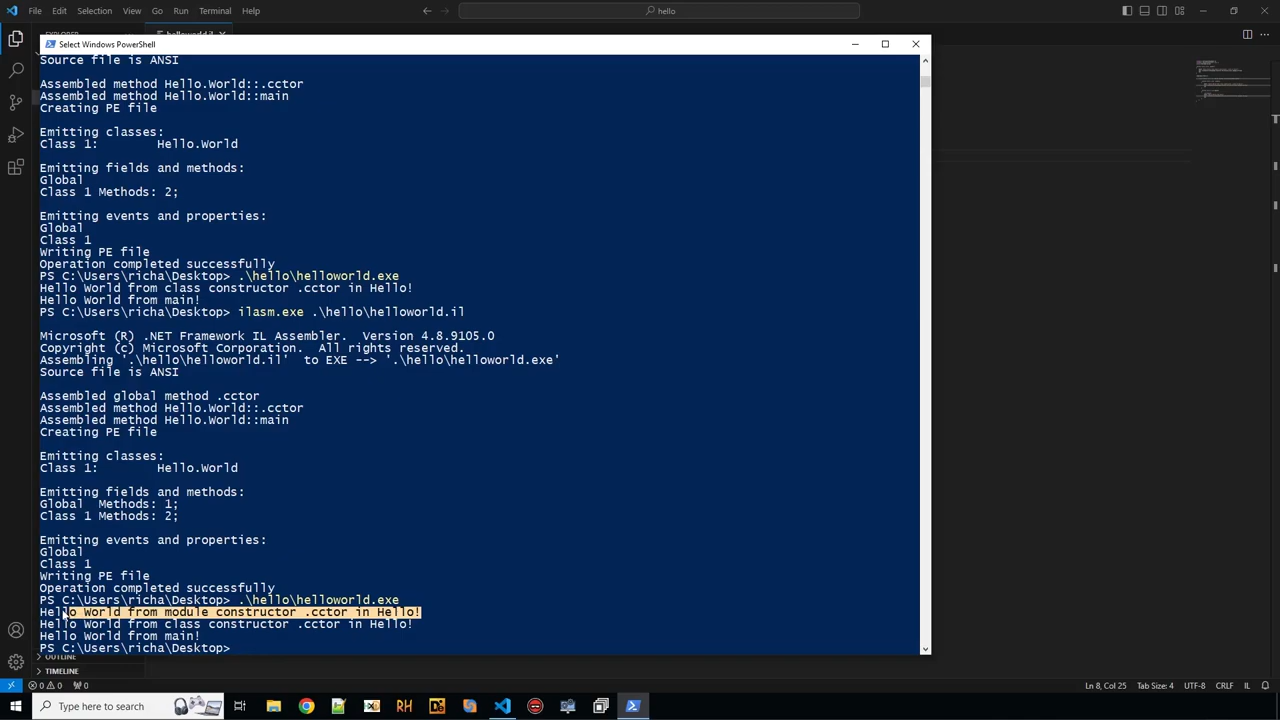 File Edit Selection View Go Run Terminal Help
hello
Select Windows PowerShell
Source file is ANSI
Assembled method Hello.World::.cctor
Assembled method Hello.World::main
Creating PE file
Emitting classes:
Class 1: Hello.World
Emitting fields and methods:
Global
Class 1 Methods: 2;
Emitting events and properties:
Global
Class 1
Writing PE file
Operation completed successfully
PS C:\Users\richa\Desktop> .\hello\helloworld.exe
Hello World from class constructor .cctor in Hello!
Hello World from main!
PS C:\Users\richa\Desktop> ilasm.exe .\hello\helloworld.il
Microsoft (R) .NET Framework IL Assembler. Version 4.8.9105.0
Copyright (c) Microsoft Corporation. All rights reserved.
Assembling '.\hello\helloworld.il' to EXE --> '.\hello\helloworld.exe'
Source file is ANSI
Assembled global method .cctor
Assembled method Hello.World::.cctor
Assembled method Hello.World::main
Creating PE file
Emitting classes:
Class 1: Hello.World
Emitting fields and methods:
Global Methods: 1;
Class 1 Methods: 2;
Emitting events and properties:
Global
Class 1
Writing PE file
Operation completed successfully
PS C:\Users\richa\Desktop> .\hello\helloworld.exe
Hello World from module constructor .cctor in Hello!
Hello World from class constructor .cctor in Hello!
Hello World from main!
PS C:\Users\richa\Desktop>
OUTLINE
TIMELINE
0 0 0 Ln 8, Col 25 Tab Size: 4 UTF-8 CRLF IL
Type here to search RH